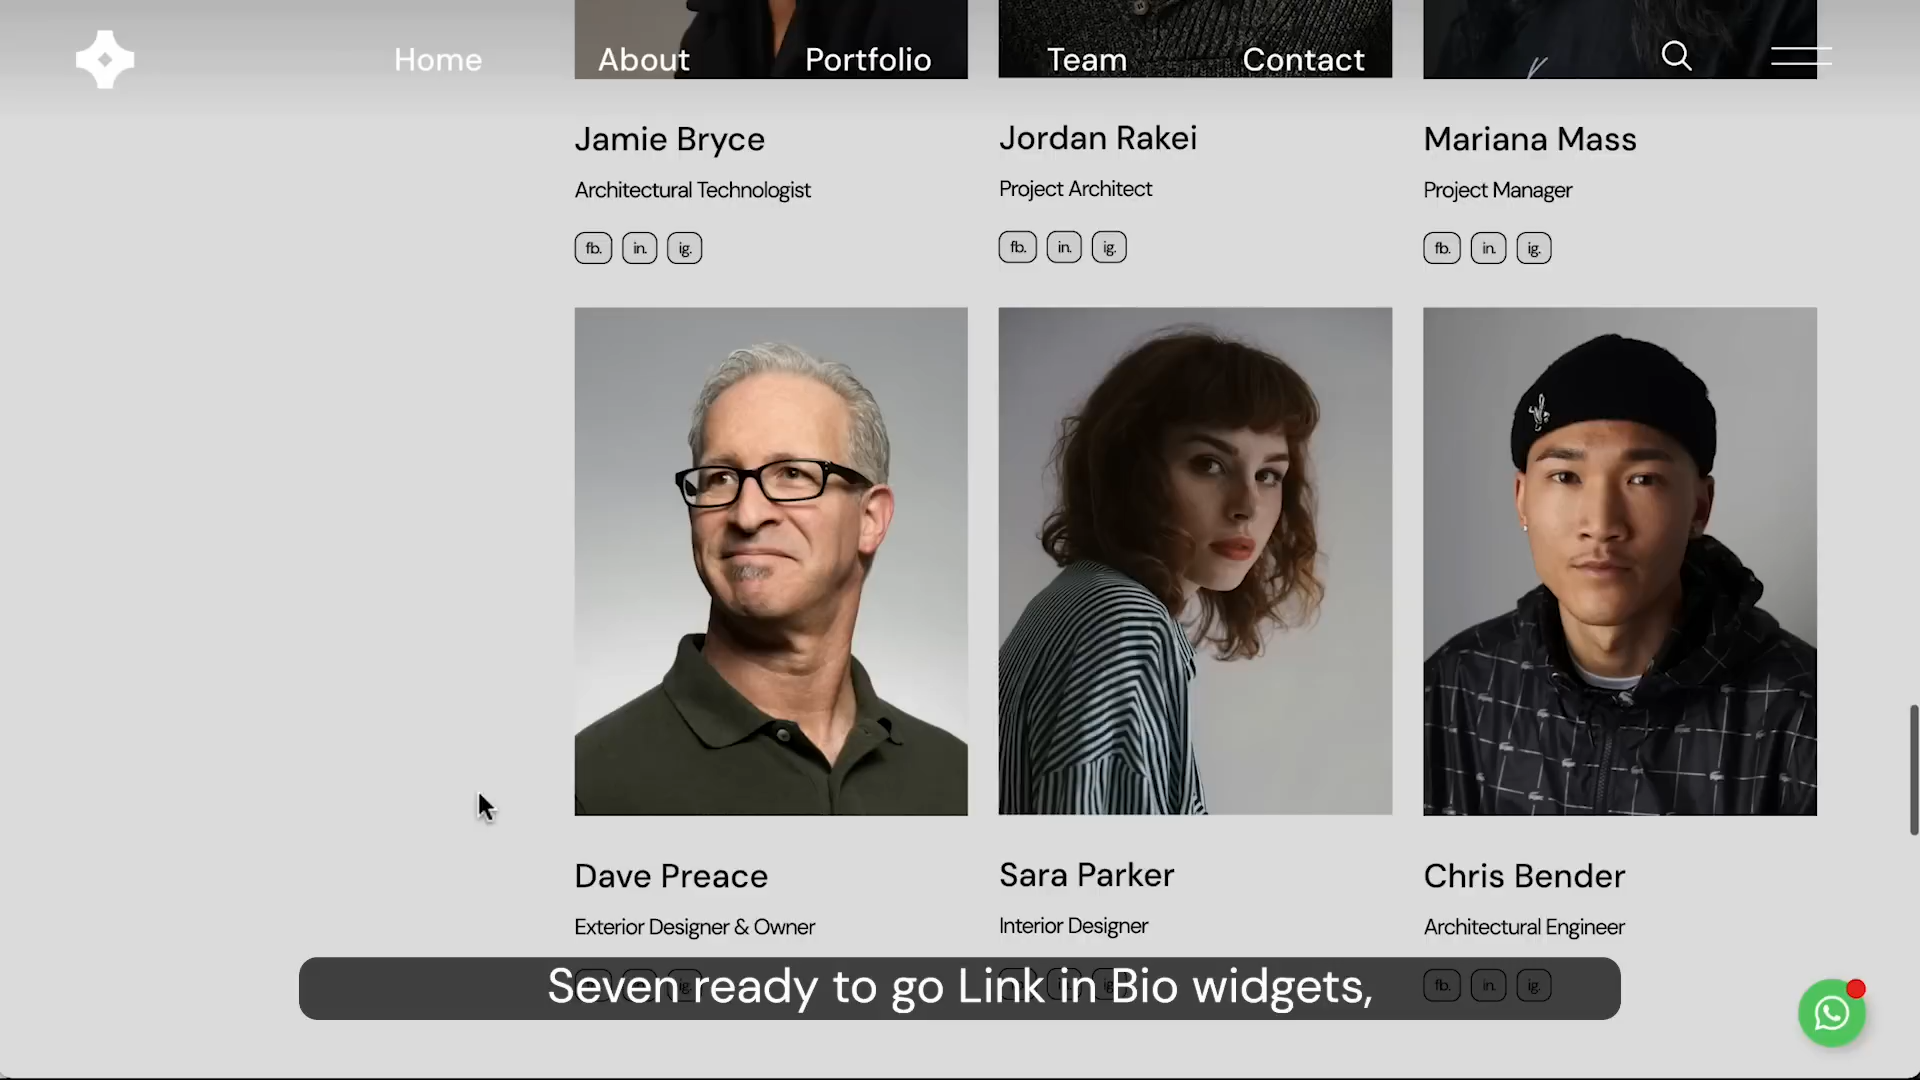 Home About Portfolio Team Contact
Jamie Bryce
Architectural Technologist
fb. in. ig.
Jordan Rakei
Project Architect
fb. in. ig.
Mariana Mass
Project Manager
fb. in. ig.
Dave Preace
Exterior Designer & Owner
Sara Parker
Interior Designer
Chris Bender
Architectural Engineer
fb. in. ig.
Seven ready to go Link in Bio widgets,